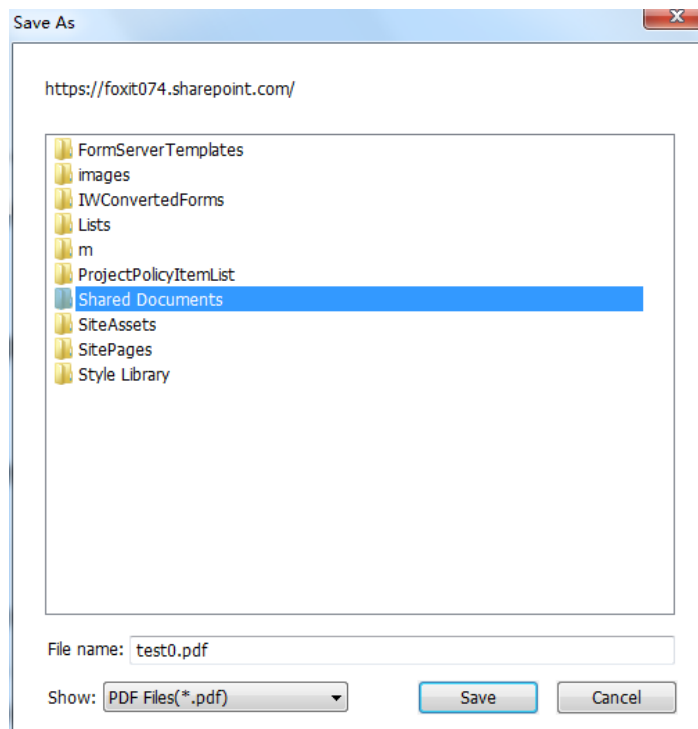 Save As
https://foxit074.sharepoint.com/
FormServerTemplates
images
IWConvertedForms
Lists
m
ProjectPolicyItemList
Shared Documents
SiteAssets
SitePages
Style Library
File name: test0.pdf
Show: PDF Files(*.pdf) Save Cancel